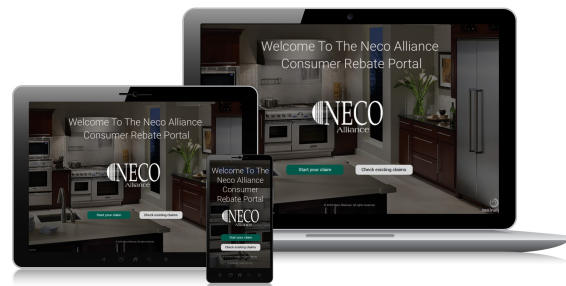 Welcome To The Neco Alliance
Consumer Rebate Portal
NECO
Alliance
Start your claim
Check existing claims
Welcome To The Neco Alliance
Consumer Rebate Portal
NECO
Alliance
Start your claim
Check existing claims
Welcome To The
Neco Alliance
Consumer
Rebate Portal
NECO
Alliance
Start your claim
Check existing claims